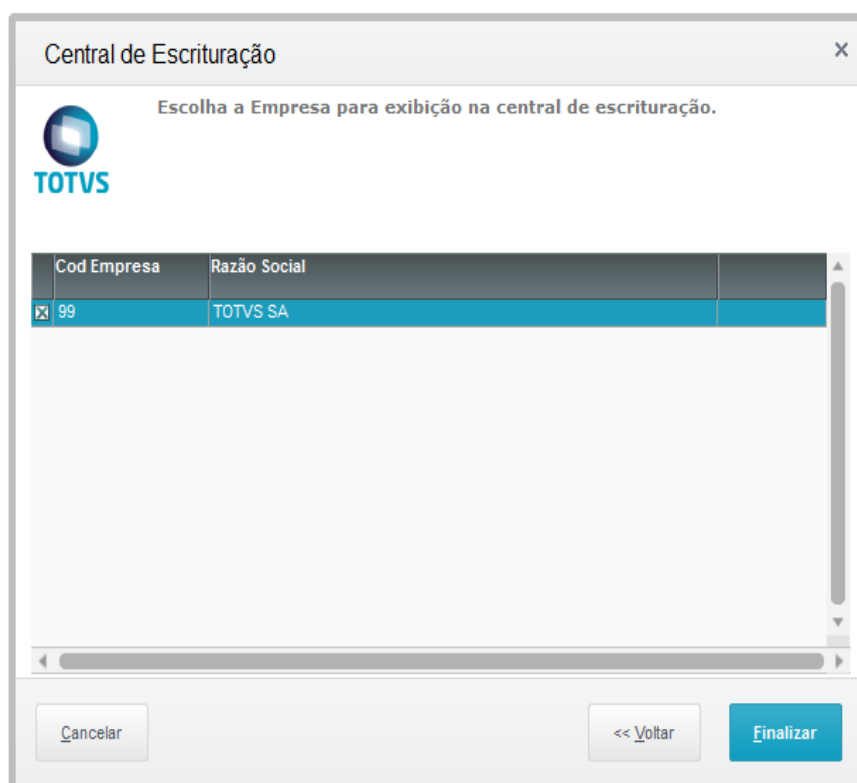 Central de Escrituração
Escolha a Empresa para exibição na central de escrituração.
TOTVS
Cod Empresa Razão Social
99 TOTVS SA
Cancelar << Voltar Finalizar